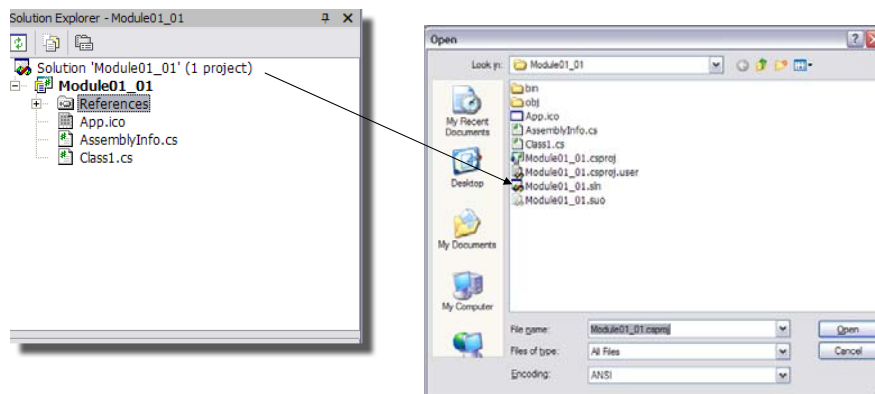 Solution Explorer - Module01_01
Solution 'Module01_01' (1 project)
Module01_01
References
App.ico
AssemblyInfo.cs
Class1.cs
Open
Look in:
Module01_01
My Recent
Documents
Desktop
My Documents
My Computer
bin
obj
App.ico
AssemblyInfo.cs
Class1.cs
Module01_01.csproj
Module01_01.csproj.user
Module01_01.sln
Module01_01.suo
File name:
Module01_01.csproj
Open
Files of type:
All Files
Cancel
Encoding:
ANSI